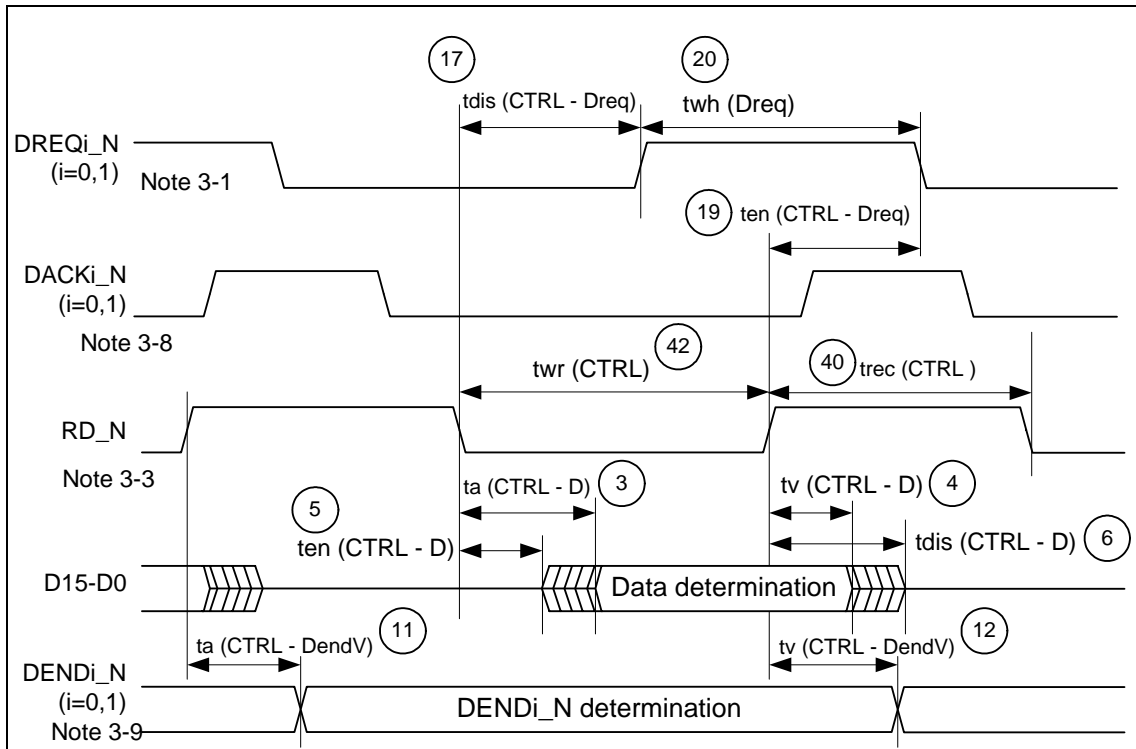 17
20
tdis (CTRL - Dreq)
twh (Dreq)
DREQi_N
(i=0,1)
Note 3-1
19
ten (CTRL - Dreq)
DACKi_N
(i=0,1)
Note 3-8
42
twr (CTRL)
40
trec (CTRL )
RD_N
Note 3-3
ta (CTRL - D)
3
tv (CTRL - D)
4
5
ten (CTRL - D)
tdis (CTRL - D)
6
D15-D0
Data determination
11
ta (CTRL - DendV)
12
tv (CTRL - DendV)
DENDi_N
(i=0,1)
DENDi_N determination
Note 3-9